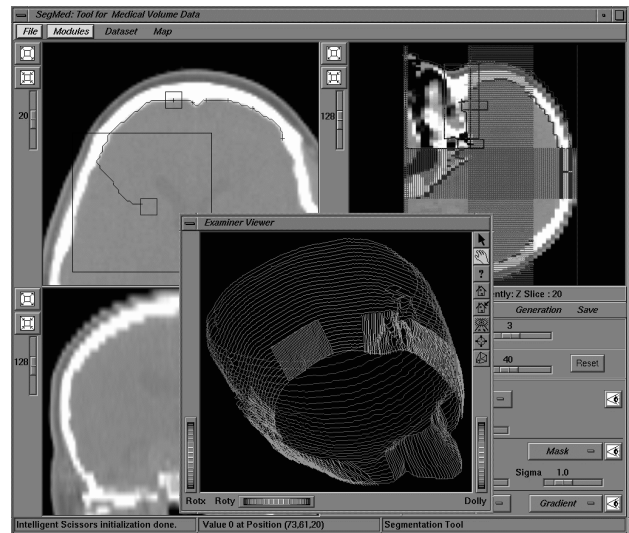 SegMed: Tool for Medical Volume Data
File Modules Dataset Map
20
128
Examiner Viewer
?
ently: Z Slice : 20
Generation Save
3
128
40
Reset
Mask
Sigma 1.0
Rotx Roty
Dolly
Gradient
Intelligent Scissors initialization done.
Value 0 at Position (73,61,20)
Segmentation Tool